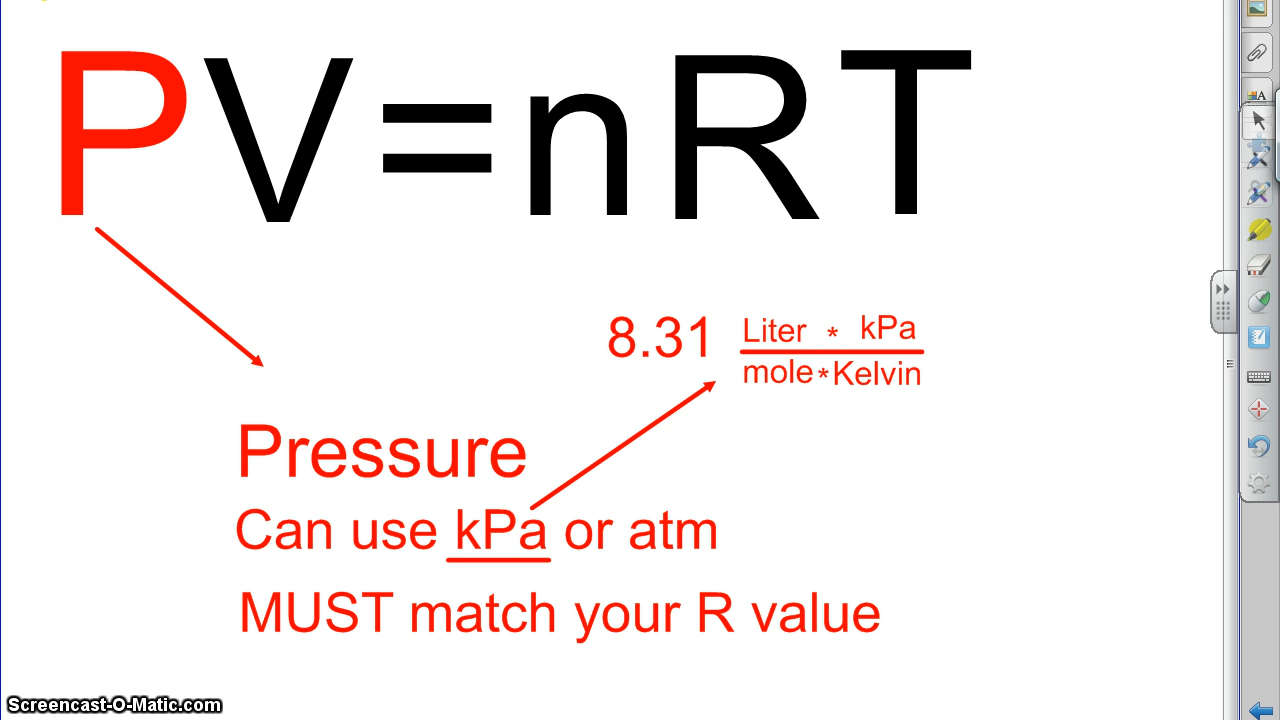 PV=nRT
8.31 Liter * kPa
mole*Kelvin
Pressure
Can use kPa or atm
MUST match your R value
Screencast-O-Matic.com